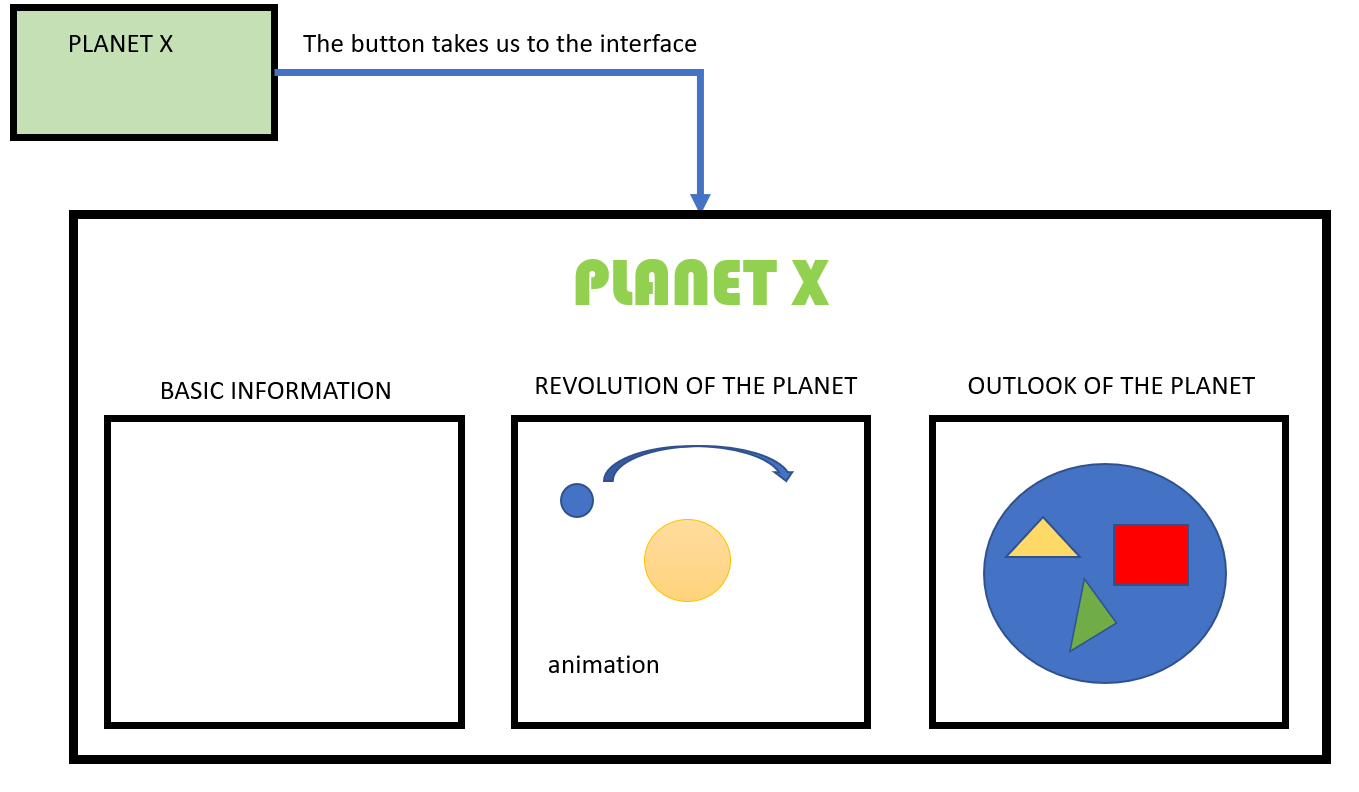 PLANET X
The button takes us to the interface
PLANET X
BASIC INFORMATION
REVOLUTION OF THE PLANET
OUTLOOK OF THE PLANET
animation